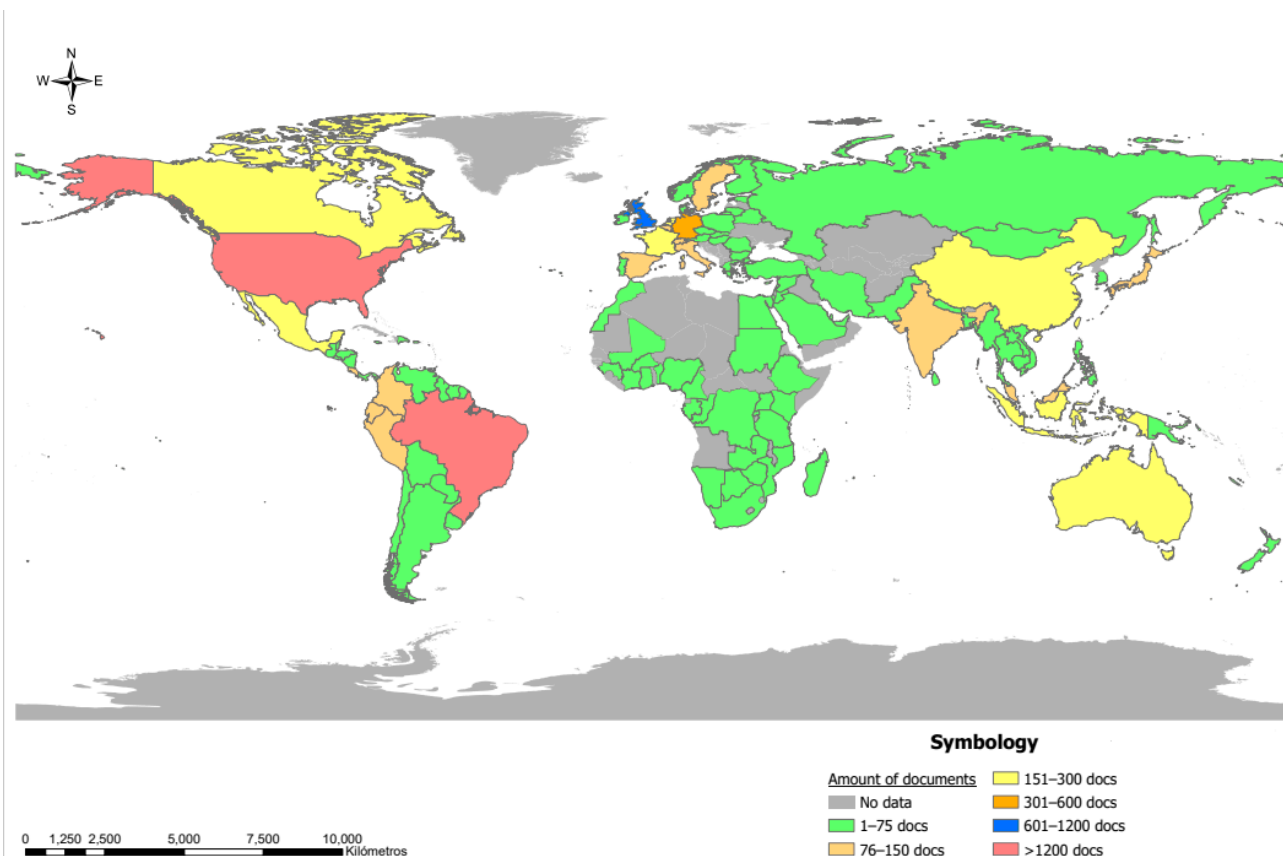 N
W E
S
Symbology
Amount of documents
No data
1–75 docs
76–150 docs
151–300 docs
301–600 docs
601–1200 docs
>1200 docs
0 1,250 2,500 5,000 7,500 10,000
Kilómetros